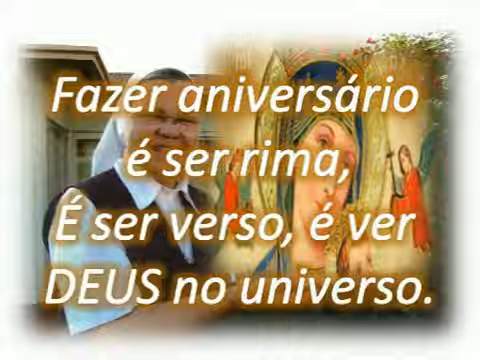 Fazer aniversário
é ser rima,
É ser verso, é ver
DEUS no universo.